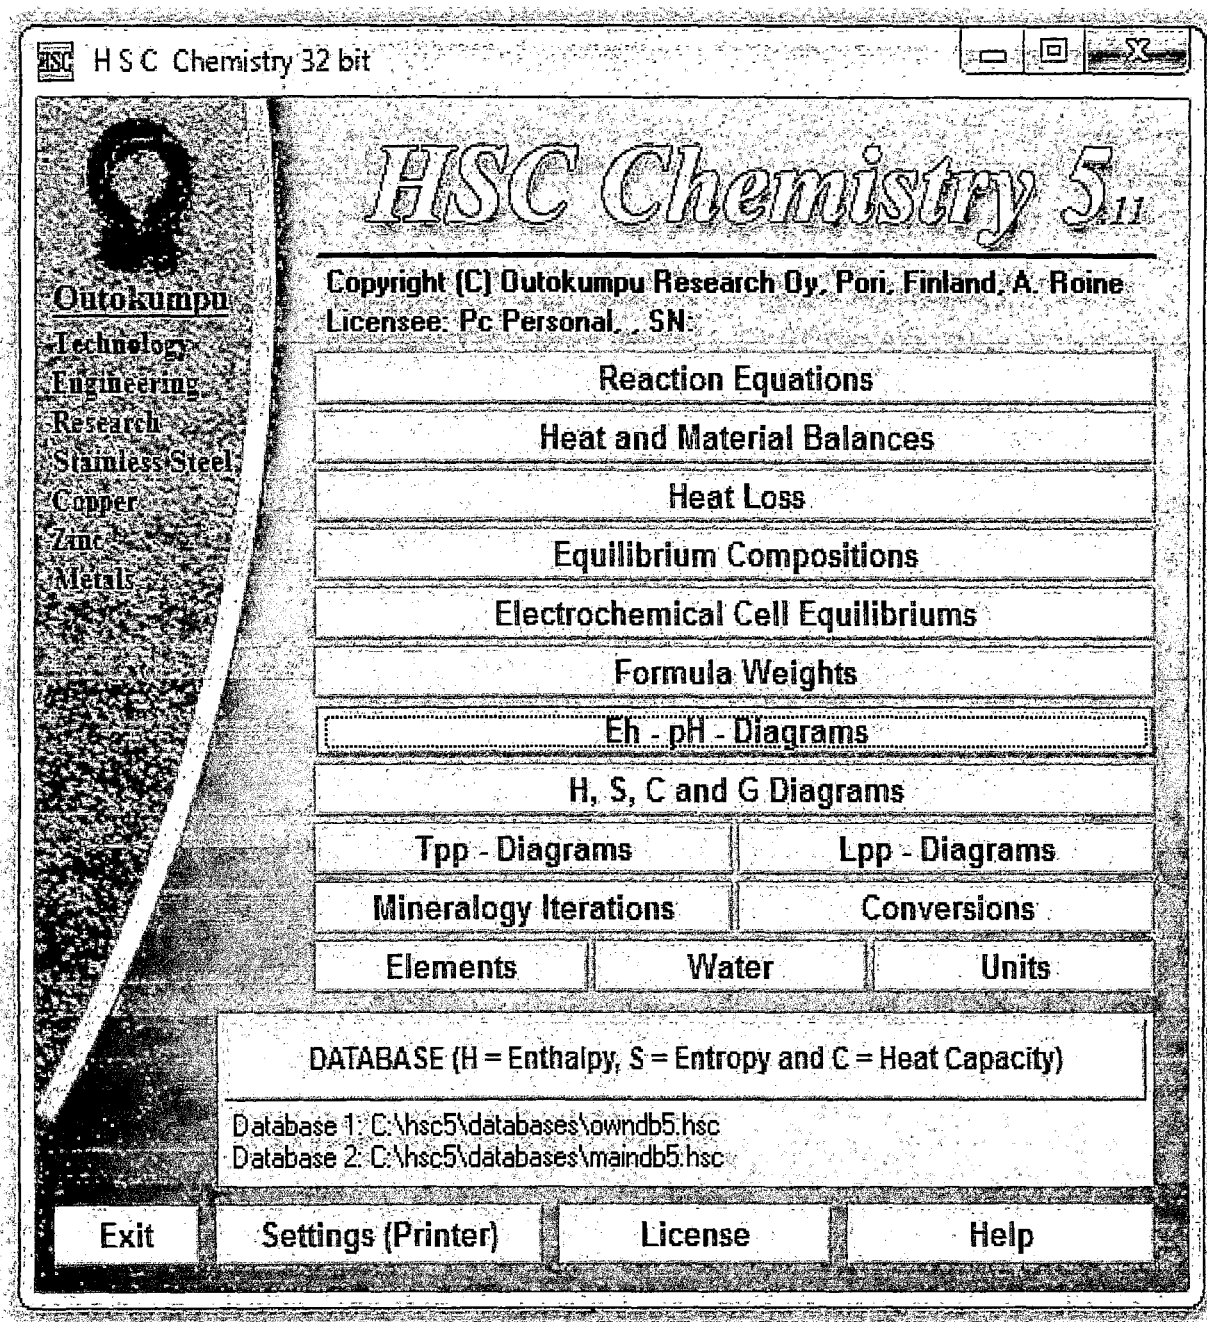 HSC
H S C Chemistry 32 bit
HSC Chemistry 5.11
Outokumpu
Technology
Engineering
Research
Stainless Steel
Copper
Zinc
Metals
Copyright (C) Outokumpu Research Oy, Pori, Finland, A. Roine
Licensee: Pc Personal, , SN:
Reaction Equations
Heat and Material Balances
Heat Loss
Equilibrium Compositions
Electrochemical Cell Equilibriums
Formula Weights
Eh - pH - Diagrams
H, S, C and G Diagrams
Tpp - Diagrams
Lpp - Diagrams
Mineralogy Iterations
Conversions
Elements
Water
Units
DATABASE (H = Enthalpy, S = Entropy and C = Heat Capacity)
Database 1: C:\hsc5\databases\owndb5.hsc
Database 2: C:\hsc5\databases\maindb5.hsc
Exit
Settings (Printer)
License
Help